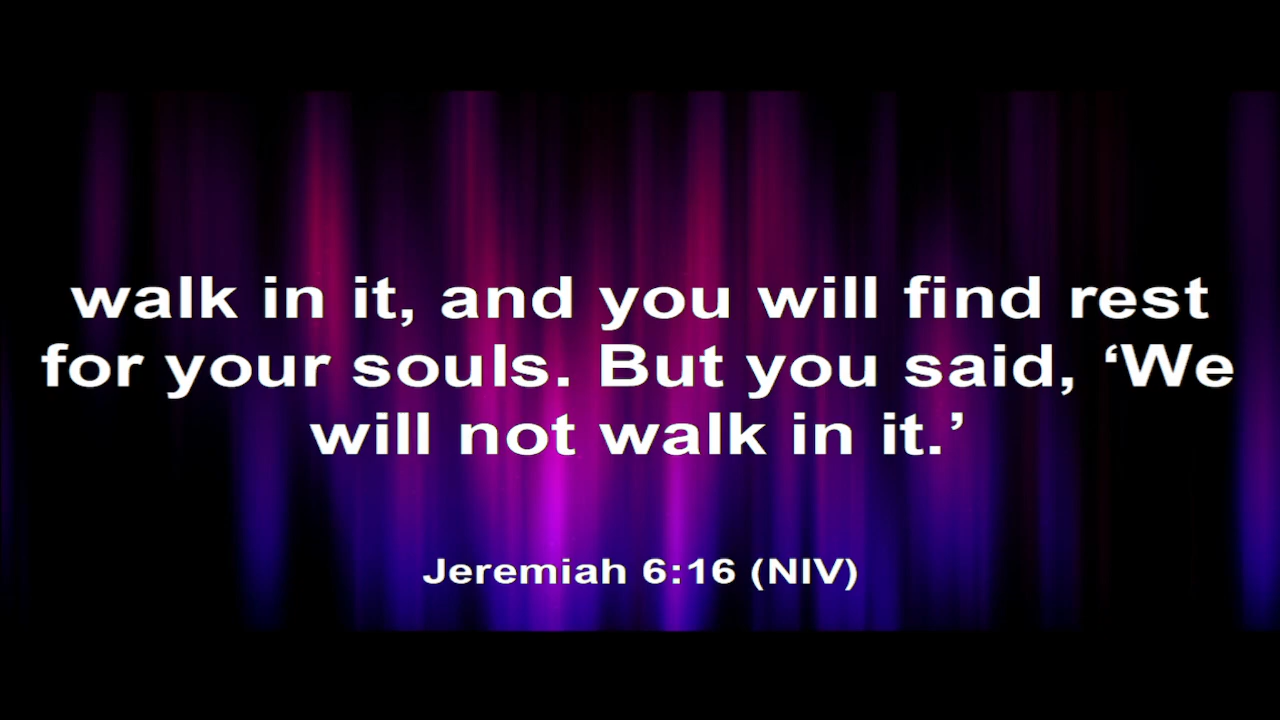 walk in it, and you will find rest
for your souls. But you said, ‘We
will not walk in it.’
Jeremiah 6:16 (NIV)